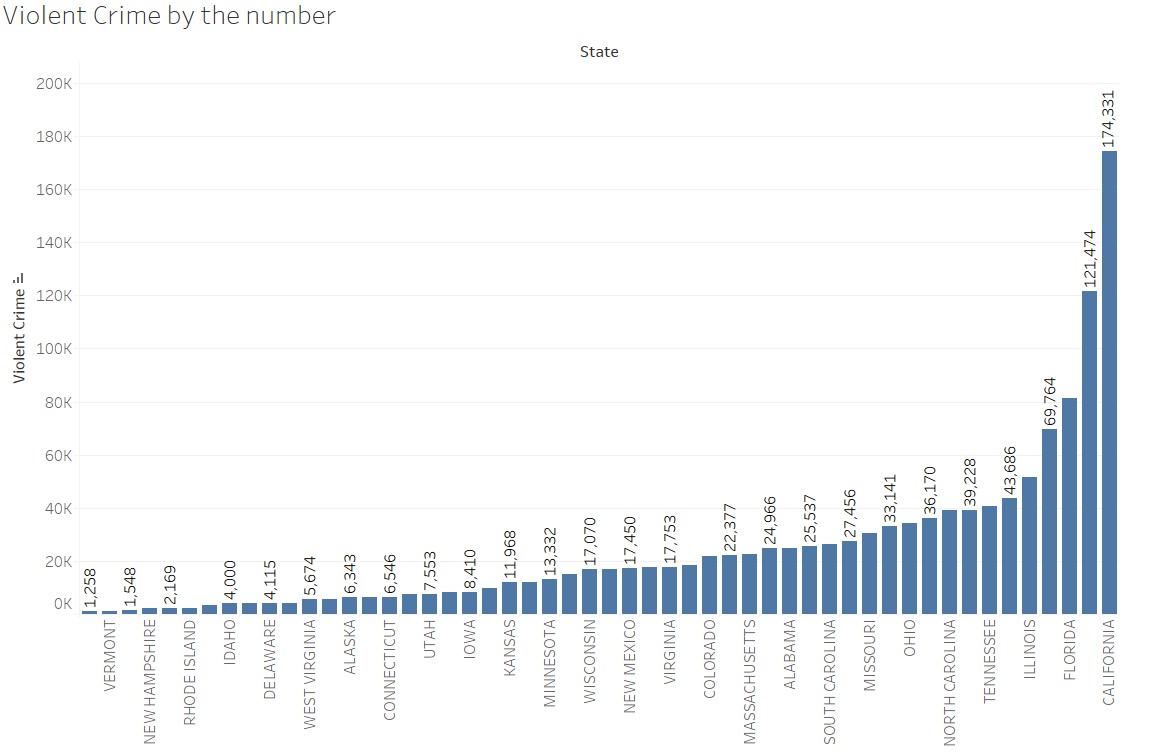 Violent Crime by the number
State
200K
180K
160K
140K
120K
100K
80K
60K
40K
20K
0K
Violent Crime
1,258
1,548
2,169
4,000
4,115
5,674
6,343
6,546
7,553
8,410
11,968
13,332
17,070
17,450
17,753
22,377
24,966
25,537
27,456
33,141
36,170
39,228
43,686
69,764
121,474
174,331
VERMONT
NEW HAMPSHIRE
RHODE ISLAND
IDAHO
DELAWARE
WEST VIRGINIA
ALASKA
CONNECTICUT
UTAH
IOWA
KANSAS
MINNESOTA
WISCONSIN
NEW MEXICO
VIRGINIA
COLORADO
MASSACHUSETTS
ALABAMA
SOUTH CAROLINA
MISSOURI
OHIO
NORTH CAROLINA
TENNESSEE
ILLINOIS
FLORIDA
CALIFORNIA